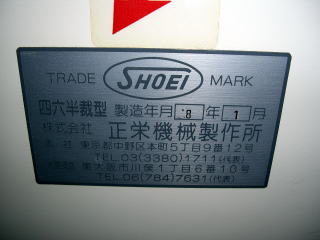 TRADE SHOEI MARK
四六半裁型 製造年月 8年 1月
株式会社 正栄機械製作所
本社 東京都中野区本町5丁目9番12号
TEL.03(3380)1711(代表)
東大阪市川俣1丁目6番10号
TEL.06(784)7631(代表)